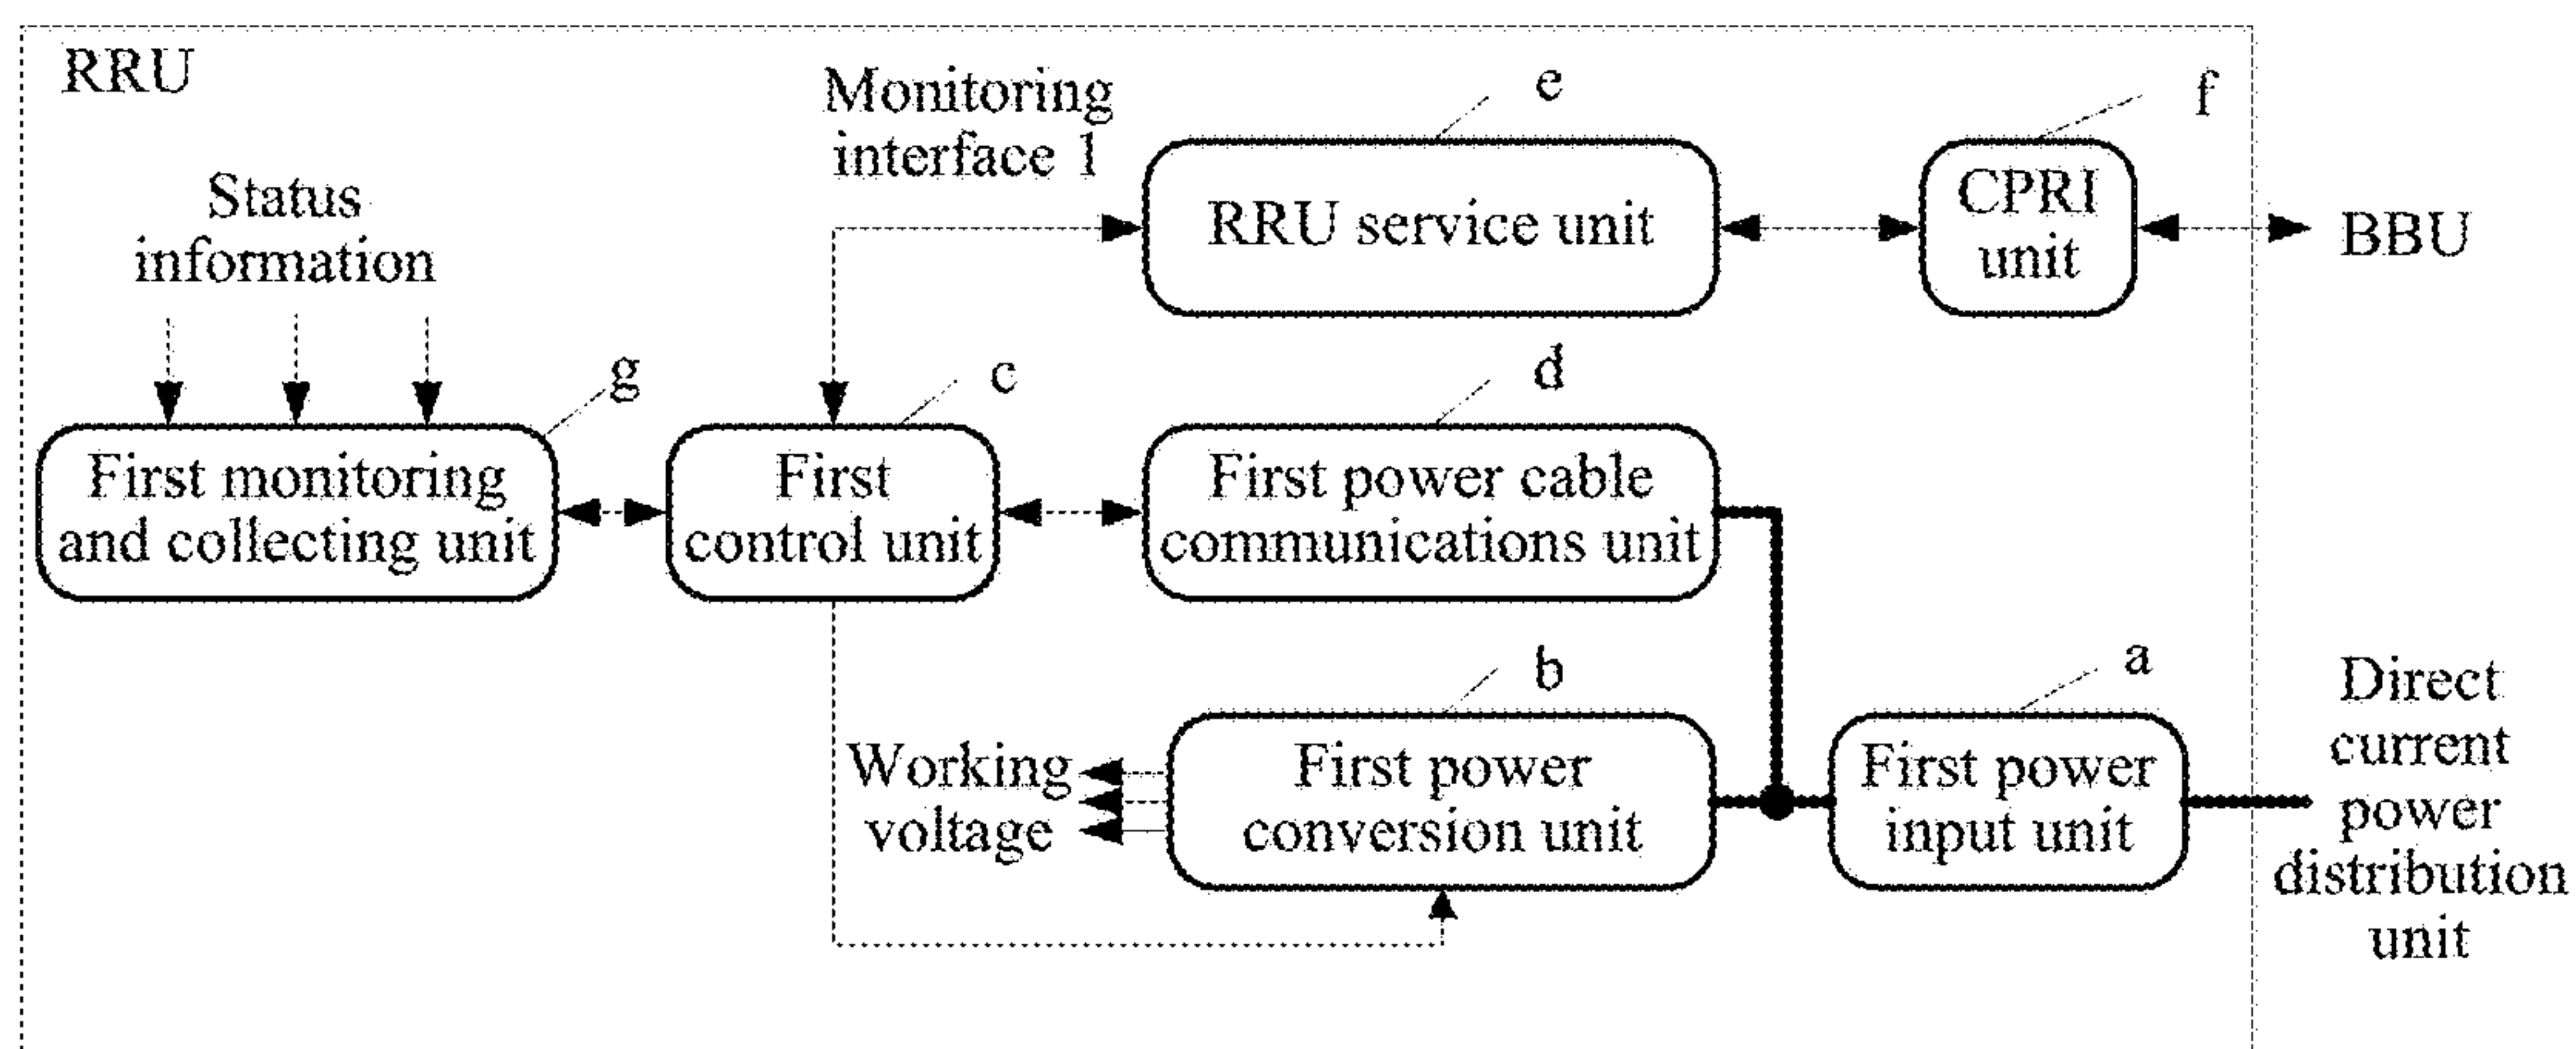 RRU
Monitoring
interface 1
e
f
Status
information
RRU service unit
CPRI
unit
BBU
g
c
d
First monitoring
and collecting unit
First
control unit
First power cable
communications unit
b
a
Working
voltage
First power
conversion unit
First power
input unit
Direct
current
power
distribution
unit